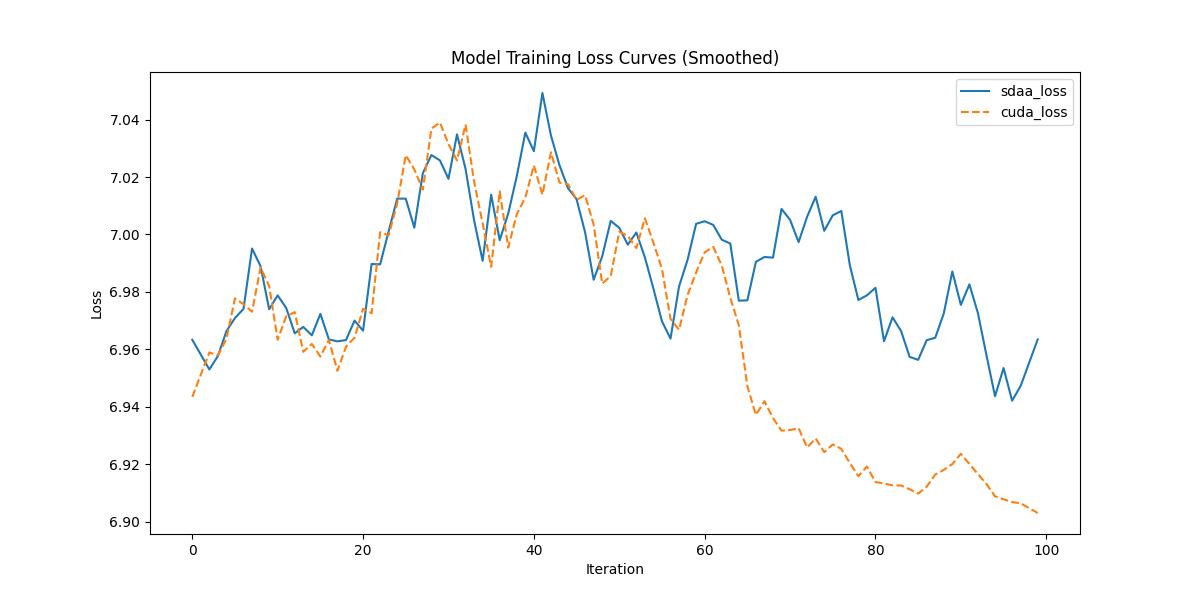 Model Training Loss Curves (Smoothed)
sdaa_loss
cuda_loss
Loss
7.04
7.02
7.00
6.98
6.96
6.94
6.92
6.90
0 20 40 60 80 100
Iteration